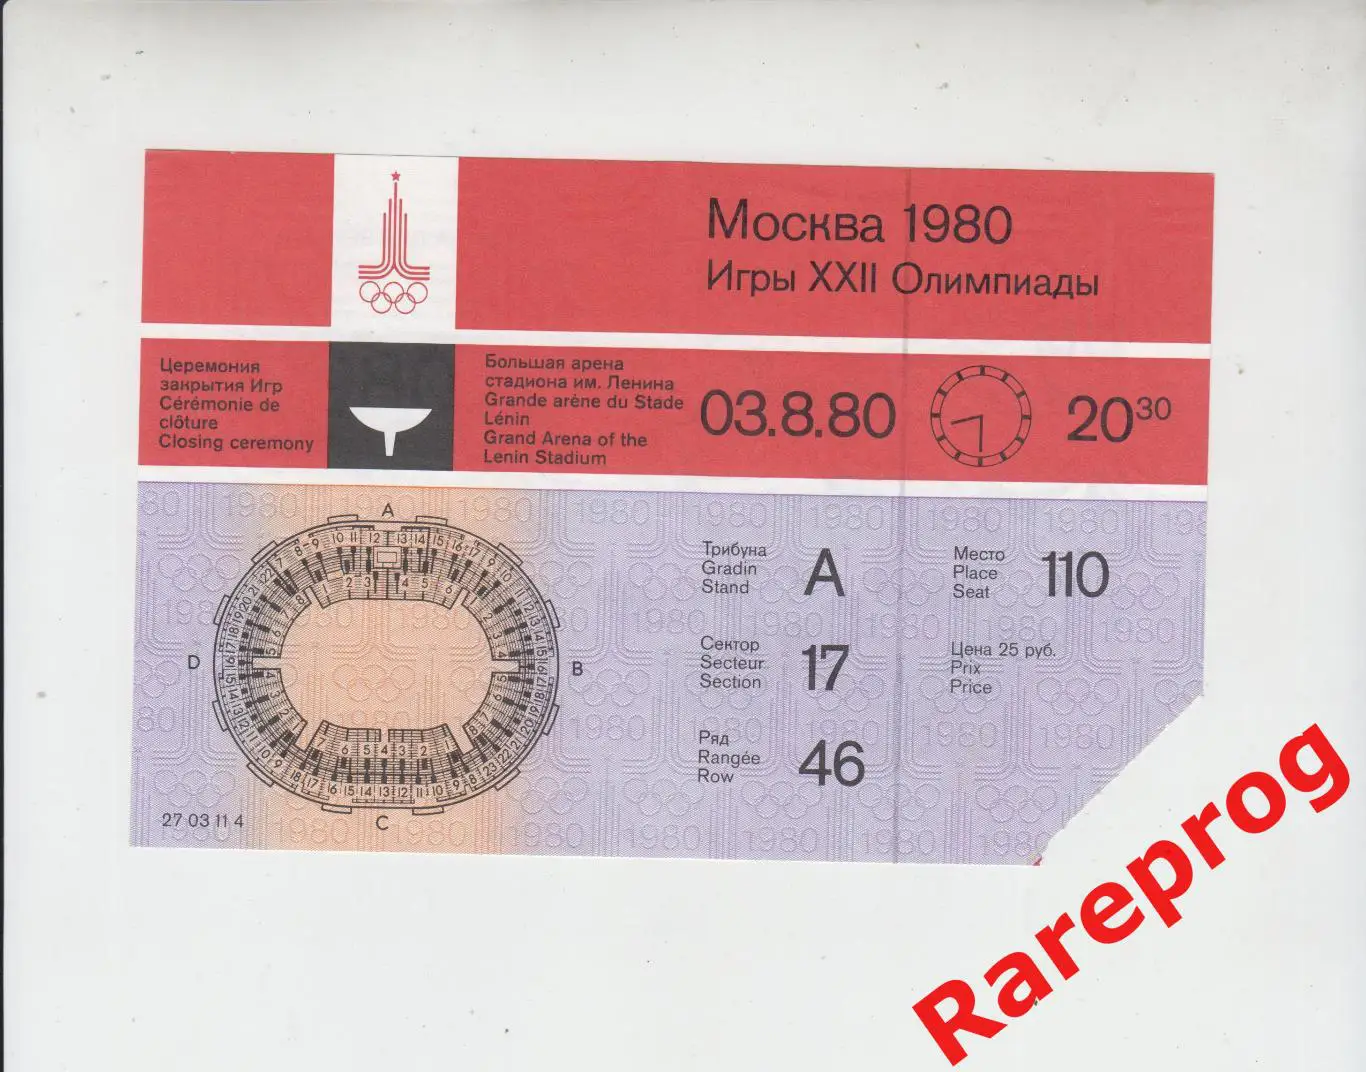 Москва 1980
Игры XXII Олимпиады
Церемония
закрытия Игр
Cérémonie de
clôture
Closing ceremony
Большая арена
стадиона им. Ленина
Grande arène du Stade
Lénin
Grand Arena of the
Lenin Stadium
03.8.80
20 30
A
B
C
D
27 03 11 4
Трибуна
Gradin
Stand
A
Место
Place
Seat
110
Сектор
Secteur
Section
17
Цена 25 руб.
Prix
Price
Ряд
Rangée
Row
46
1980
Rareprog